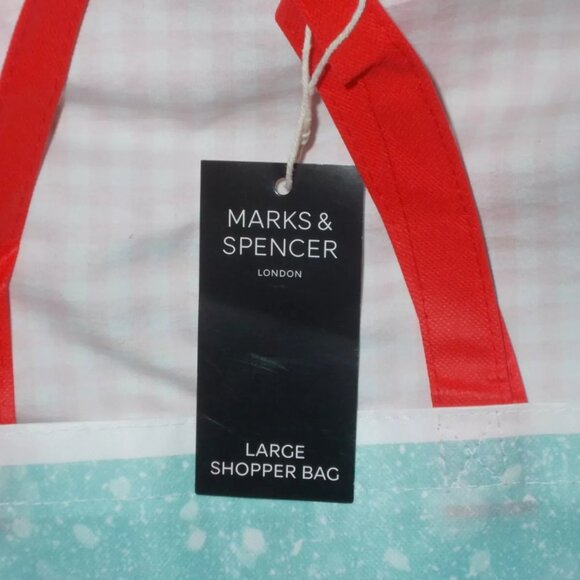 MARKS &
SPENCER
LONDON
LARGE
SHOPPER BAG